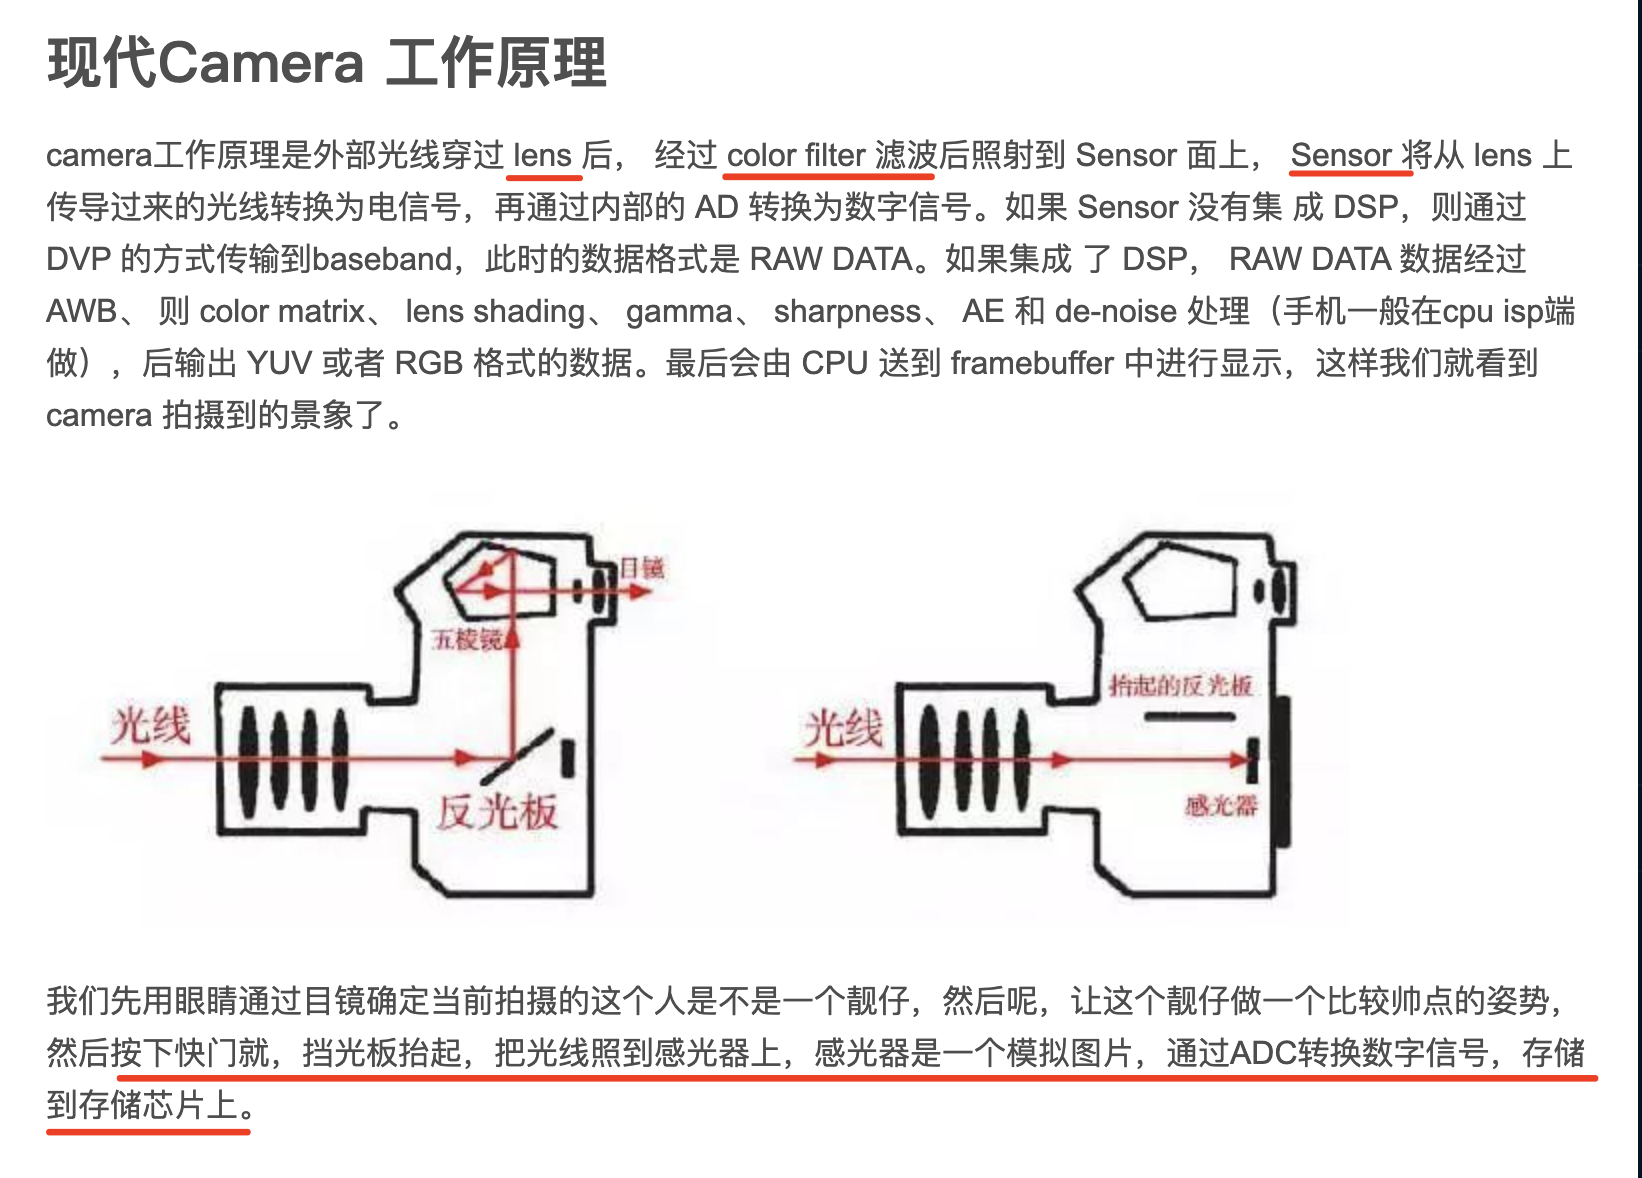 现代Camera 工作原理
camera工作原理是外部光线穿过 lens 后， 经过 color filter 滤波后照射到 Sensor 面上， Sensor 将从 lens 上
传导过来的光线转换为电信号，再通过内部的 AD 转换为数字信号。如果 Sensor 没有集 成 DSP，则通过
DVP 的方式传输到baseband，此时的数据格式是 RAW DATA。如果集成 了 DSP， RAW DATA 数据经过
AWB、 则 color matrix、 lens shading、 gamma、 sharpness、 AE 和 de-noise 处理（手机一般在cpu isp端
做），后输出 YUV 或者 RGB 格式的数据。最后会由 CPU 送到 framebuffer 中进行显示，这样我们就看到
camera 拍摄到的景象了。
目镜
五棱镜
光线
反光板
抬起的反光板
光线
感光器
我们先用眼睛通过目镜确定当前拍摄的这个人是不是一个靓仔，然后呢，让这个靓仔做一个比较帅点的姿势，
然后按下快门就，挡光板抬起，把光线照到感光器上，感光器是一个模拟图片，通过ADC转换数字信号，存储
到存储芯片上。